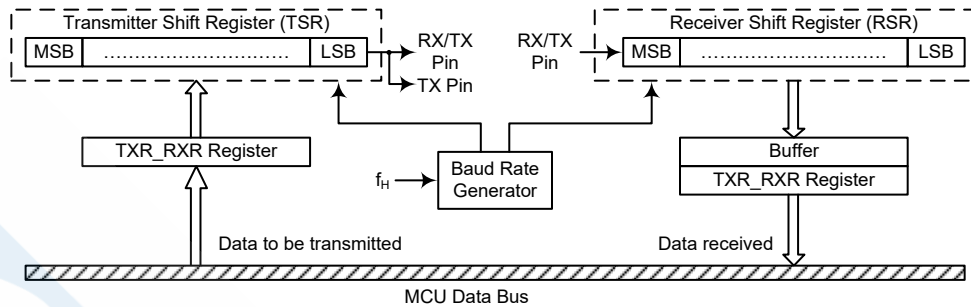 Transmitter Shift Register (TSR)
Receiver Shift Register (RSR)
MSB ………………………… LSB
RX/TX
Pin
TX Pin
RX/TX
Pin
MSB ………………………… LSB
TXR_RXR Register
fH
Baud Rate
Generator
Buffer
TXR_RXR Register
Data to be transmitted
Data received
MCU Data Bus